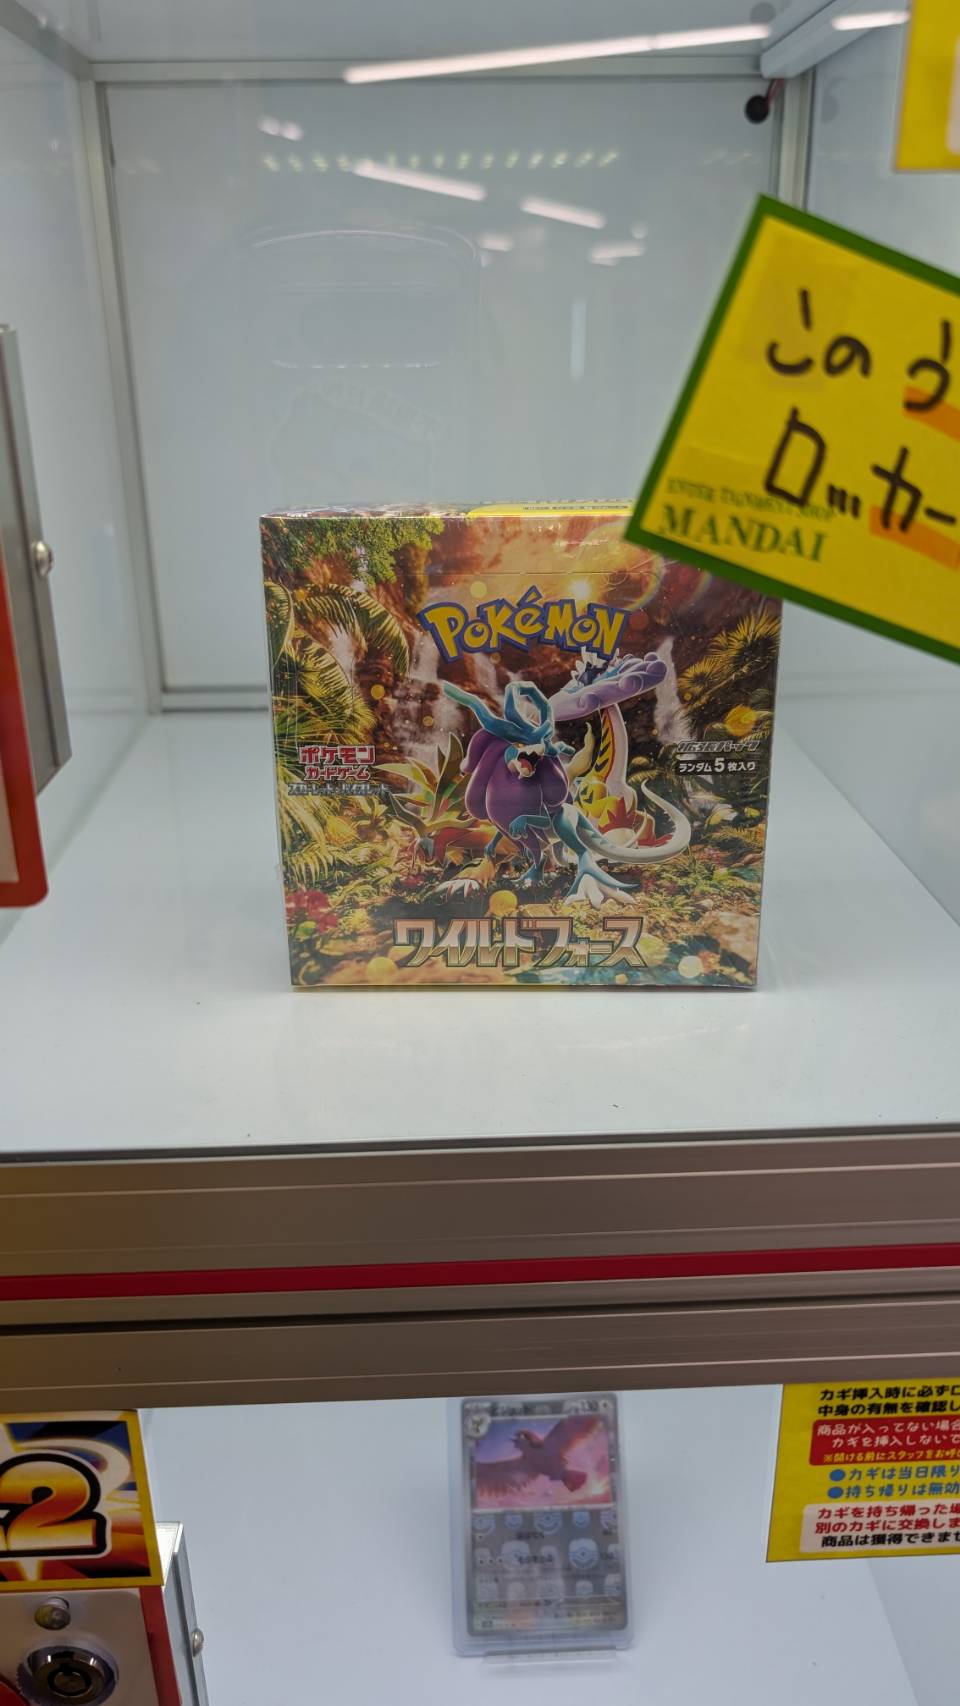 このう
ロッカー
ENTERTAINMENT SHOP
MANDAI
POKéMON
ポケモン
カードゲーム
スカーレット&バイオレット
拡張パック
ランダム5枚入り
ワイルドフォース
カギ挿入時に必ず
中身の有無を確認し
商品が入ってない場合
カギを挿入しないで
※開ける前にスタッフをお呼
●カギは当日限り
●持ち帰りは無効
カギを持ち帰った場
別のカギに交換しま
商品は獲得できませ
2